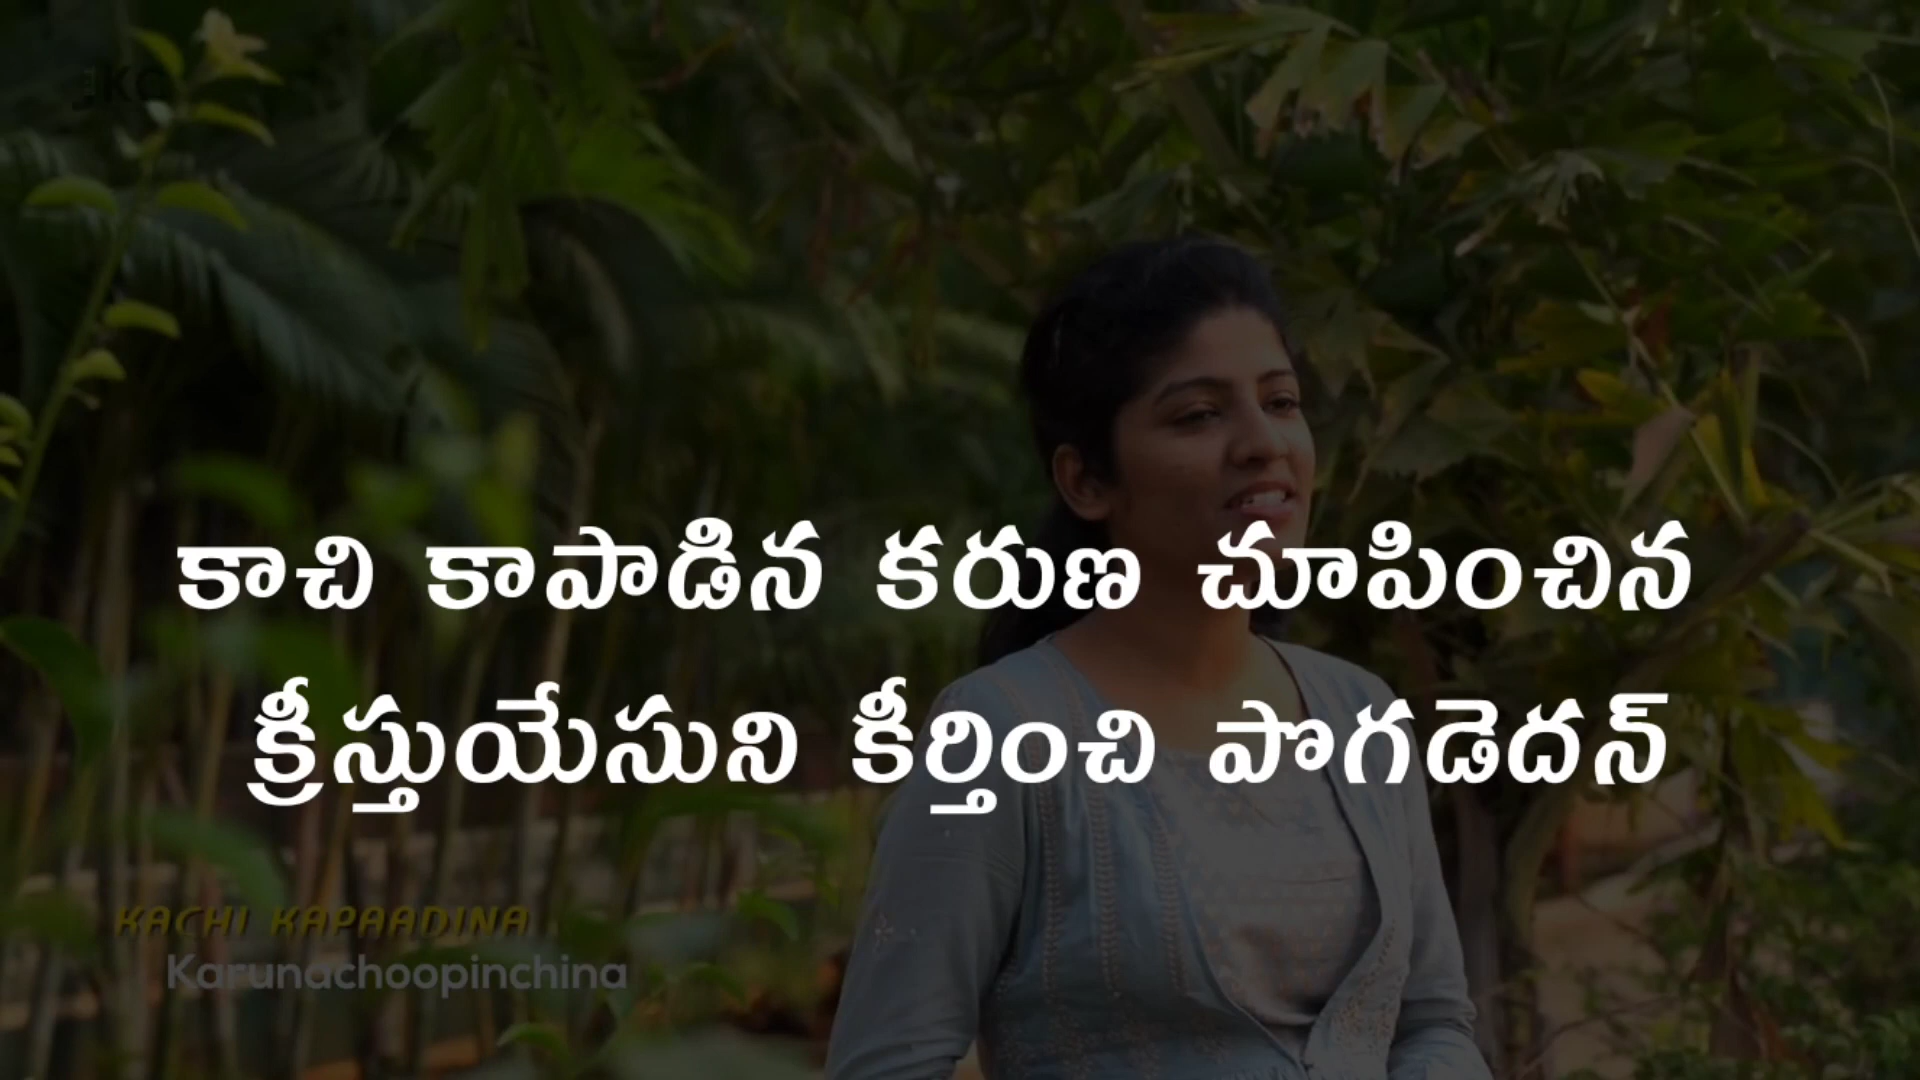 కాచి కాపాడిన కరుణ చూపించిన
క్రీస్తుయేసుని కీర్తించి పొగడెదన్
KACHI KAPAADINA
Karunachoopinchina